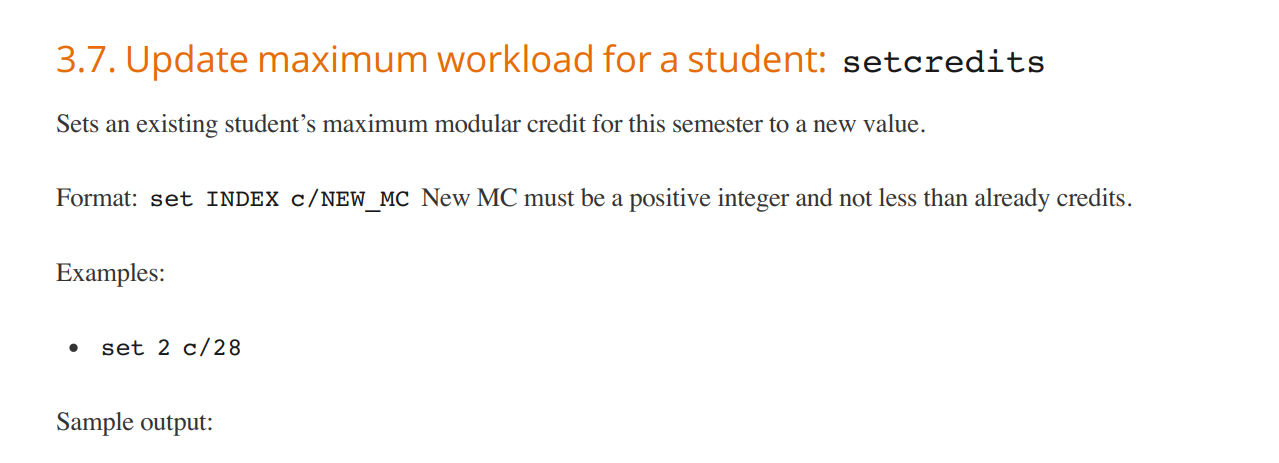 3.7. Update maximum workload for a student: setcredits
Sets an existing student’s maximum modular credit for this semester to a new value.
Format: set INDEX c/NEW_MC New MC must be a positive integer and not less than already credits.
Examples:
• set 2 c/28
Sample output: